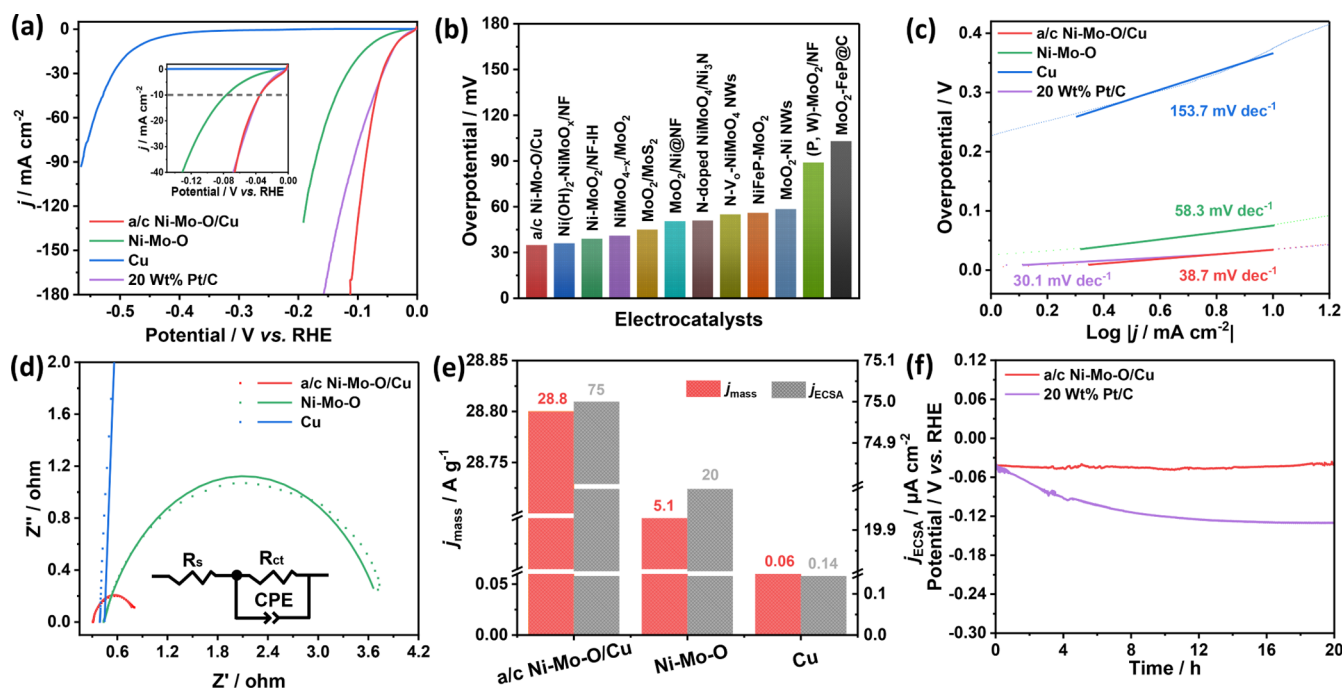 (a)
0
-30
-60
-90
-120
-150
-180
j / mA cm⁻²
-0.5
-0.4
-0.3
-0.2
-0.1
-0.0
Potential / V vs. RHE
a/c Ni-Mo-O/Cu
Ni-Mo-O
Cu
20 Wt% Pt/C
0
-10
-20
-30
-40
j / mA cm⁻²
-0.12
-0.08
-0.04
0.00
Potential / V vs. RHE
(b)
180
150
120
90
60
30
0
Overpotential / mV
a/c Ni-Mo-O/Cu
Ni(OH)₂-NiMoOₓ/NF
Ni-MoO₂/NF-IH
NiMoO₄₋ₓ/MoO₂
MoO₂/MoS₂
MoO₂/Ni@NF
N-doped NiMoO₄/Ni₃N
N-Vₒ-NiMoO₄ NWs
NiFeP-MoO₂
MoO₂-Ni NWs
(P, W)-MoO₂/NF
MoO₂-FeP@C
Electrocatalysts
(c)
a/c Ni-Mo-O/Cu
Ni-Mo-O
Cu
20 Wt% Pt/C
0.4
0.3
0.2
0.1
0.0
Overpotential / V
153.7 mV dec⁻¹
58.3 mV dec⁻¹
30.1 mV dec⁻¹
38.7 mV dec⁻¹
0.0
0.2
0.4
0.6
0.8
1.0
1.2
Log |j / mA cm⁻²|
(d)
2.0
1.6
1.2
0.8
0.4
0.0
Z'' / ohm
a/c Ni-Mo-O/Cu
Ni-Mo-O
Cu
Rs
Rct
CPE
0.6
1.2
1.8
2.4
3.0
3.6
4.2
Z' / ohm
(e)
28.85
28.80
28.75
0.05
0.00
jmass / A g⁻¹
jmass
jECSA
28.8
75
5.1
20
0.06
0.14
a/c Ni-Mo-O/Cu
Ni-Mo-O
Cu
75.1
75.0
74.9
19.9
0.1
0.0
jECSA / µA cm⁻²
(f)
0.12
0.06
0.00
-0.06
-0.12
-0.18
-0.24
-0.30
Potential / V vs. RHE
a/c Ni-Mo-O/Cu
20 Wt% Pt/C
0
4
8
12
16
20
Time / h